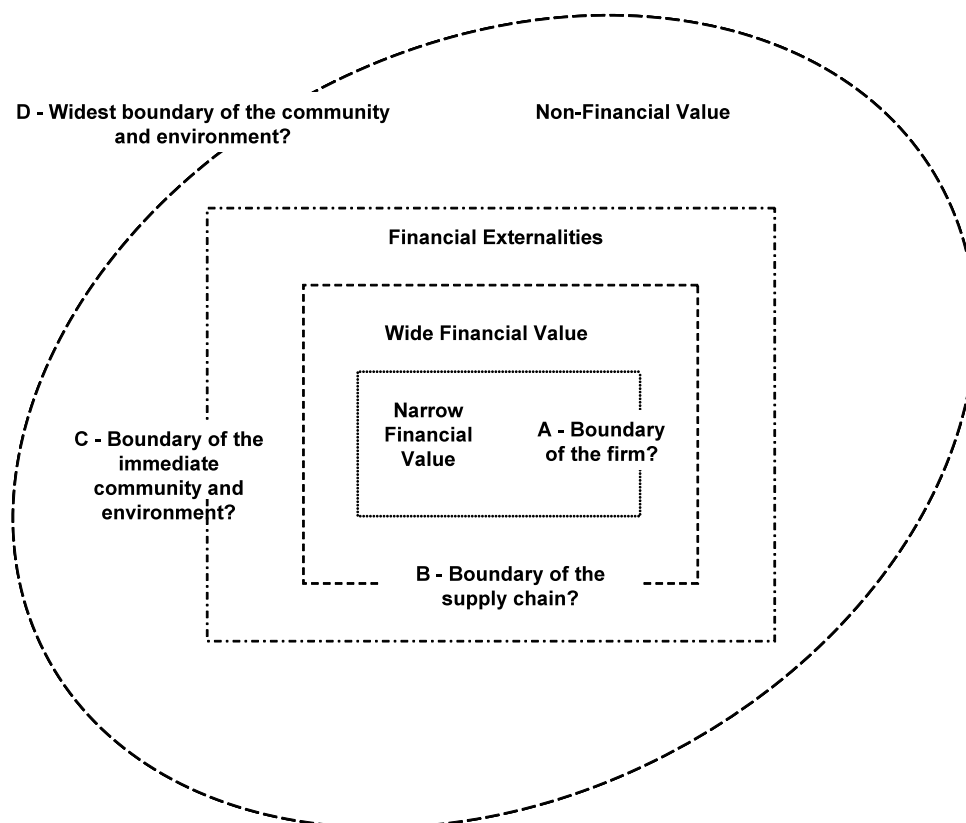 D - Widest boundary of the community
and environment?
Non-Financial Value
Financial Externalities
Wide Financial Value
Narrow
Financial
Value
A - Boundary
of the firm?
C - Boundary of the
immediate
community and
environment?
B - Boundary of the
supply chain?